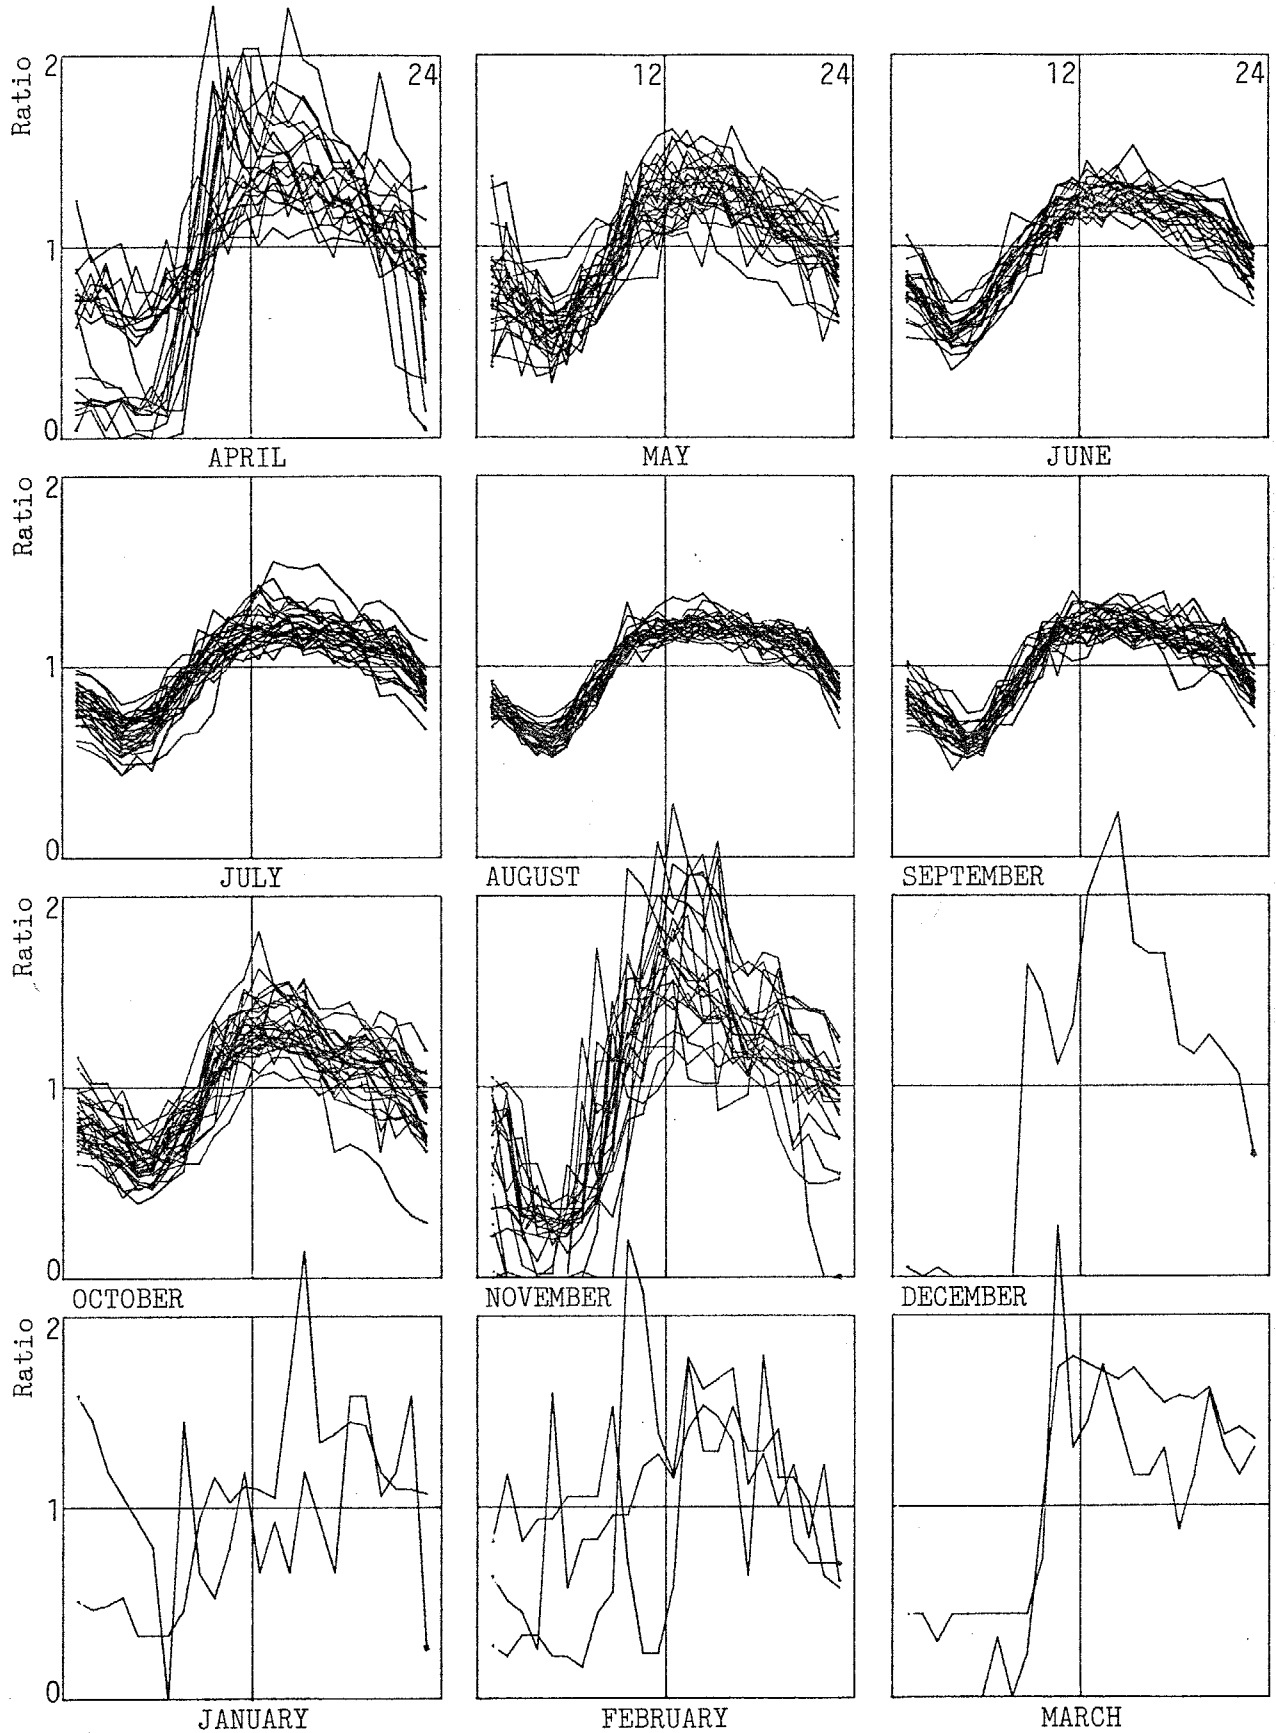 2
24
12
24
12
24
Ratio
1
0
APRIL
MAY
JUNE
2
Ratio
1
0
JULY
AUGUST
SEPTEMBER
2
Ratio
1
0
OCTOBER
NOVEMBER
DECEMBER
2
Ratio
1
0
JANUARY
FEBRUARY
MARCH